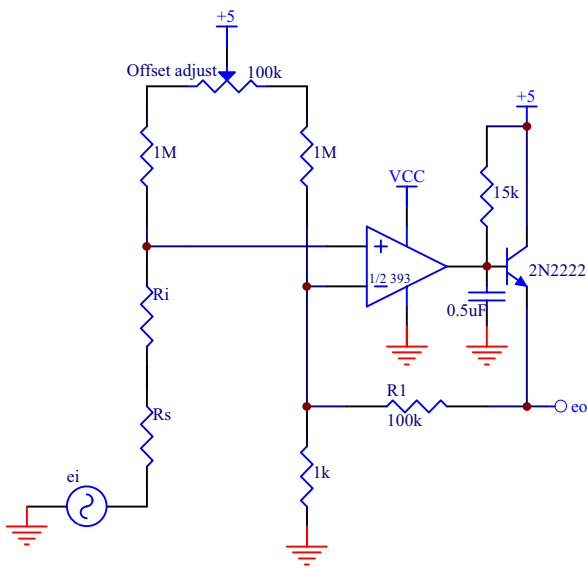 +5
Offset adjust
100k
+5
1M
1M
VCC
15k
+
1/2 393
−
2N2222
Ri
0.5uF
R1
100k
eo
Rs
ei
1k